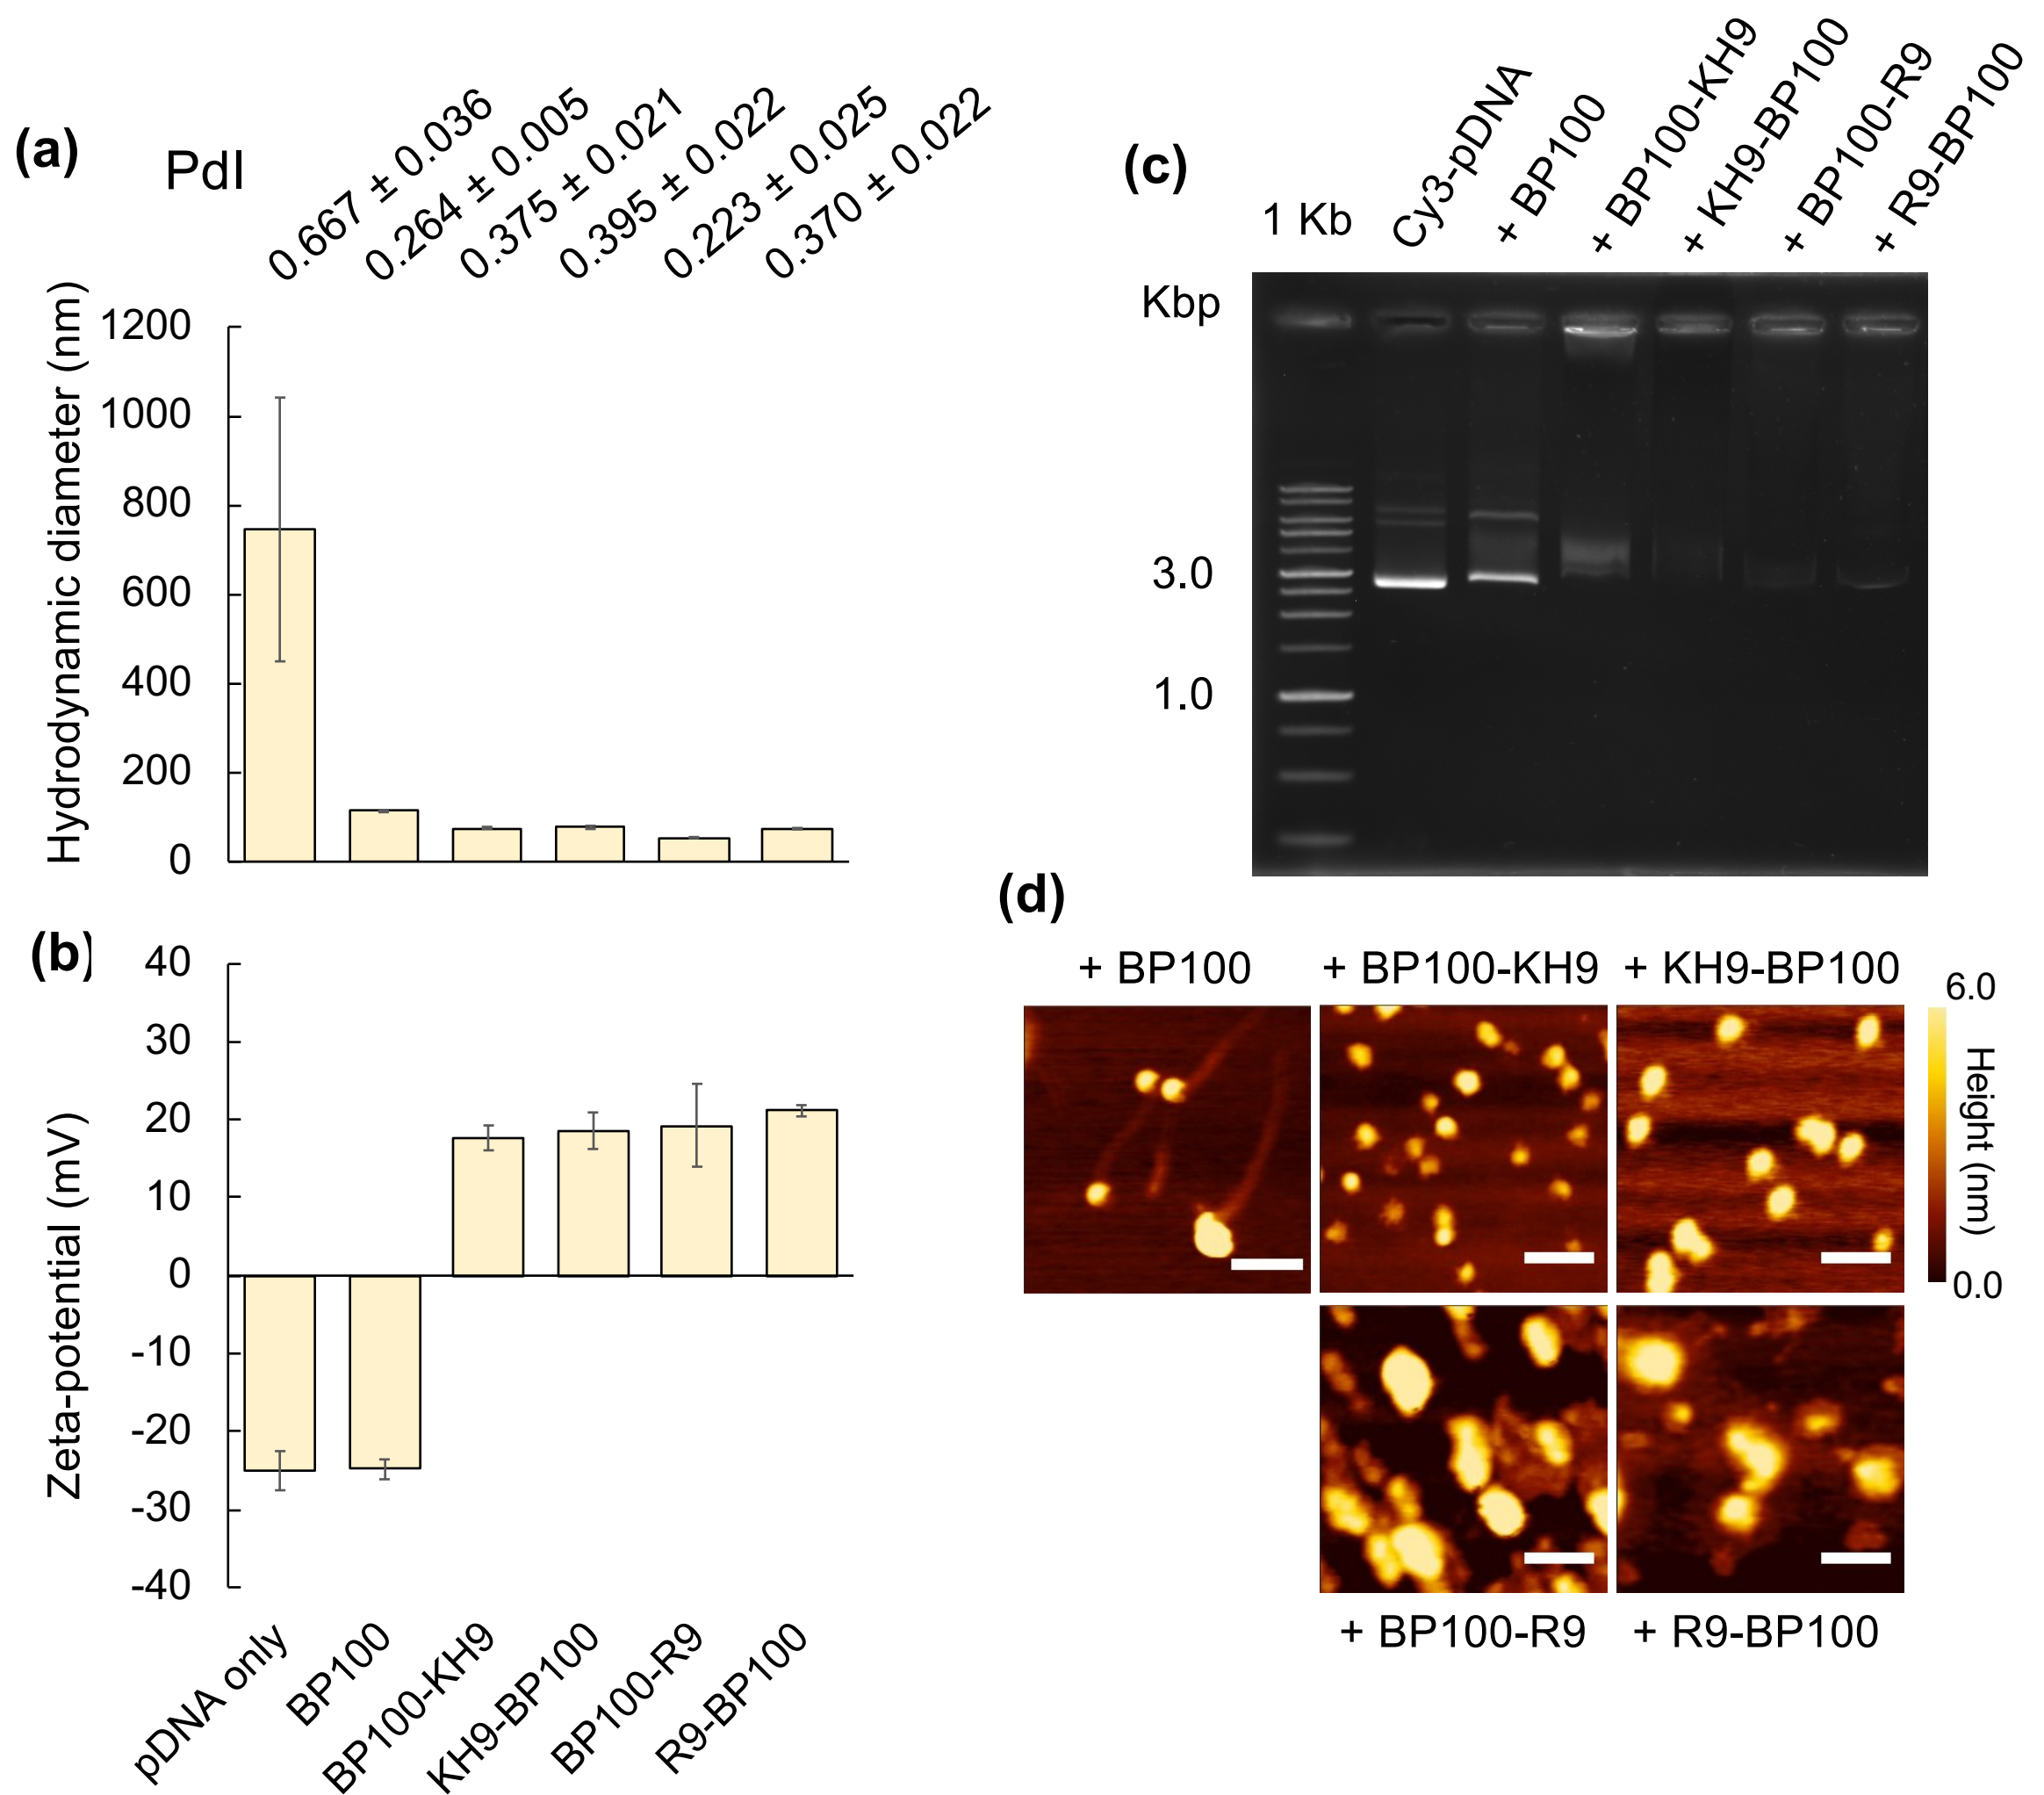 (a)
PdI
0.667 ± 0.036
0.264 ± 0.005
0.375 ± 0.021
0.395 ± 0.022
0.223 ± 0.025
0.370 ± 0.022
Hydrodynamic diameter (nm)
1200
1000
800
600
400
200
0
(b)
Zeta-potential (mV)
40
30
20
10
0
-10
-20
-30
-40
pDNA only
BP100
BP100-KH9
KH9-BP100
BP100-R9
R9-BP100
(c)
1 Kb
Cy3-pDNA
+ BP100
+ BP100-KH9
+ KH9-BP100
+ BP100-R9
+ R9-BP100
Kbp
3.0
1.0
(d)
+ BP100
+ BP100-KH9
+ KH9-BP100
6.0
Height (nm)
0.0
+ BP100-R9
+ R9-BP100